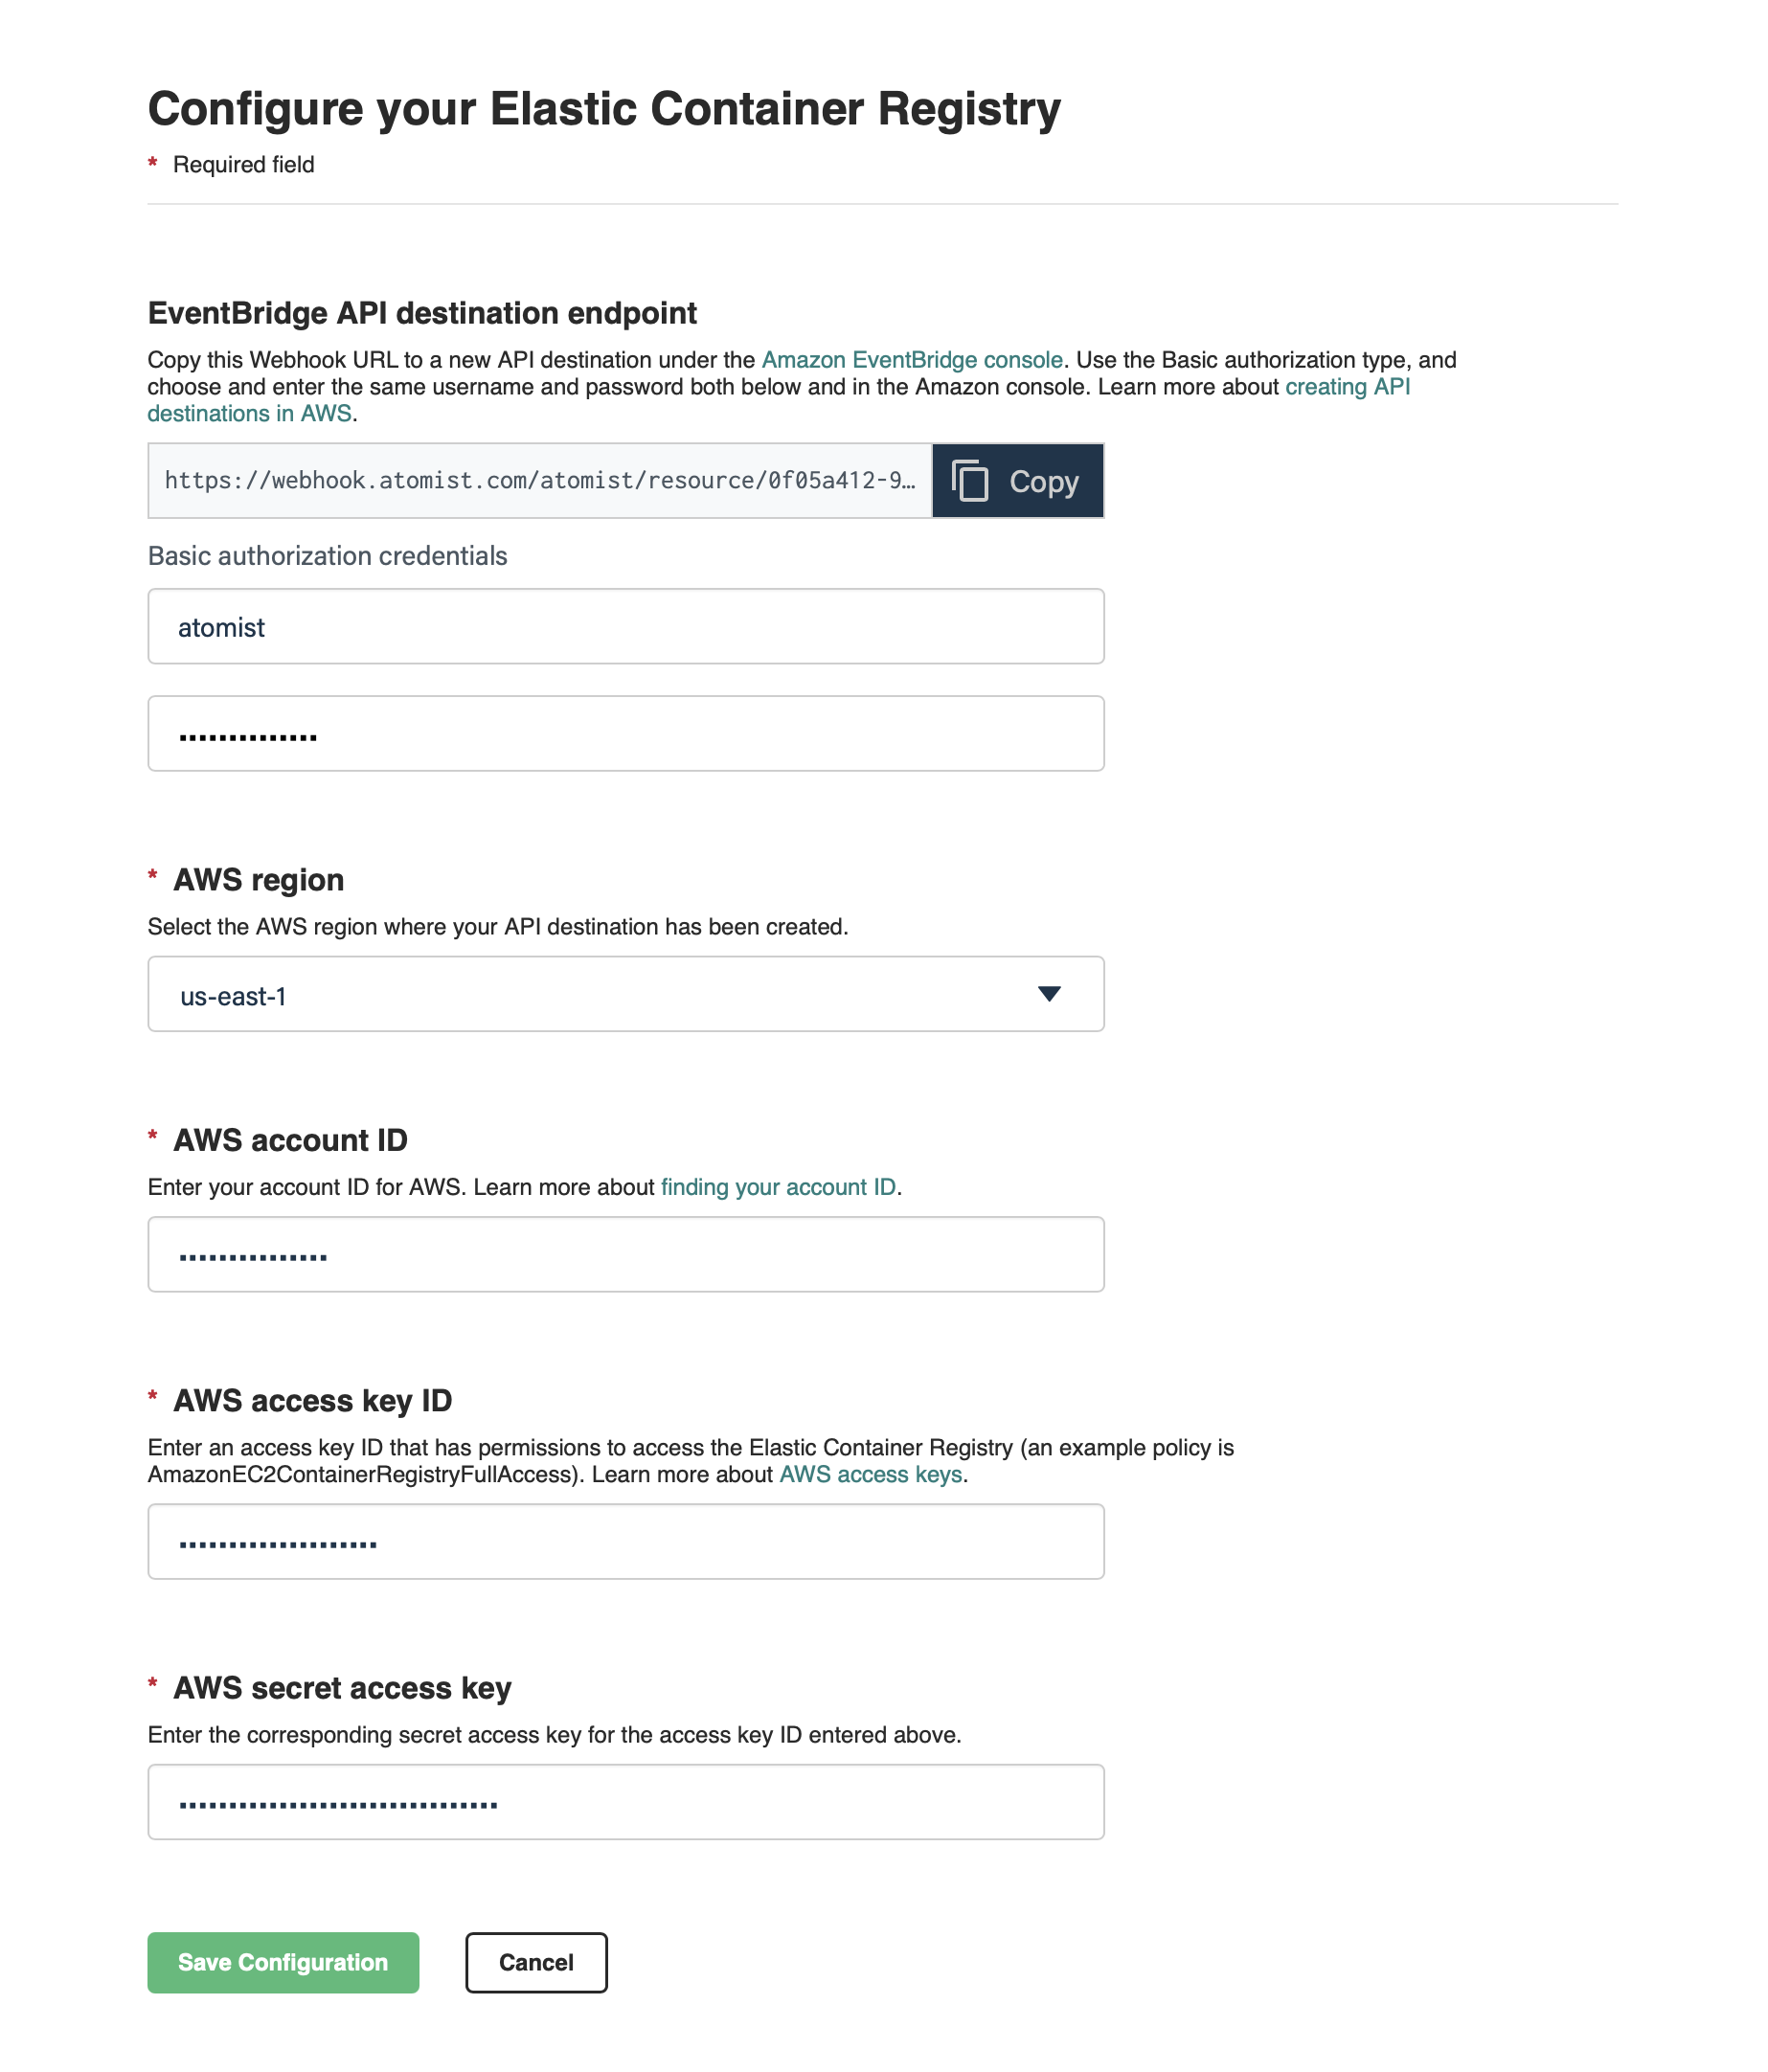 Configure your Elastic Container Registry
* Required field
EventBridge API destination endpoint
Copy this Webhook URL to a new API destination under the Amazon EventBridge console. Use the Basic authorization type, and
choose and enter the same username and password both below and in the Amazon console. Learn more about creating API
destinations in AWS.
https://webhook.atomist.com/atomist/resource/0f05a412-9… Copy
Basic authorization credentials
atomist
* AWS region
Select the AWS region where your API destination has been created.
us-east-1
* AWS account ID
Enter your account ID for AWS. Learn more about finding your account ID.
* AWS access key ID
Enter an access key ID that has permissions to access the Elastic Container Registry (an example policy is
AmazonEC2ContainerRegistryFullAccess). Learn more about AWS access keys.
* AWS secret access key
Enter the corresponding secret access key for the access key ID entered above.
Save Configuration Cancel